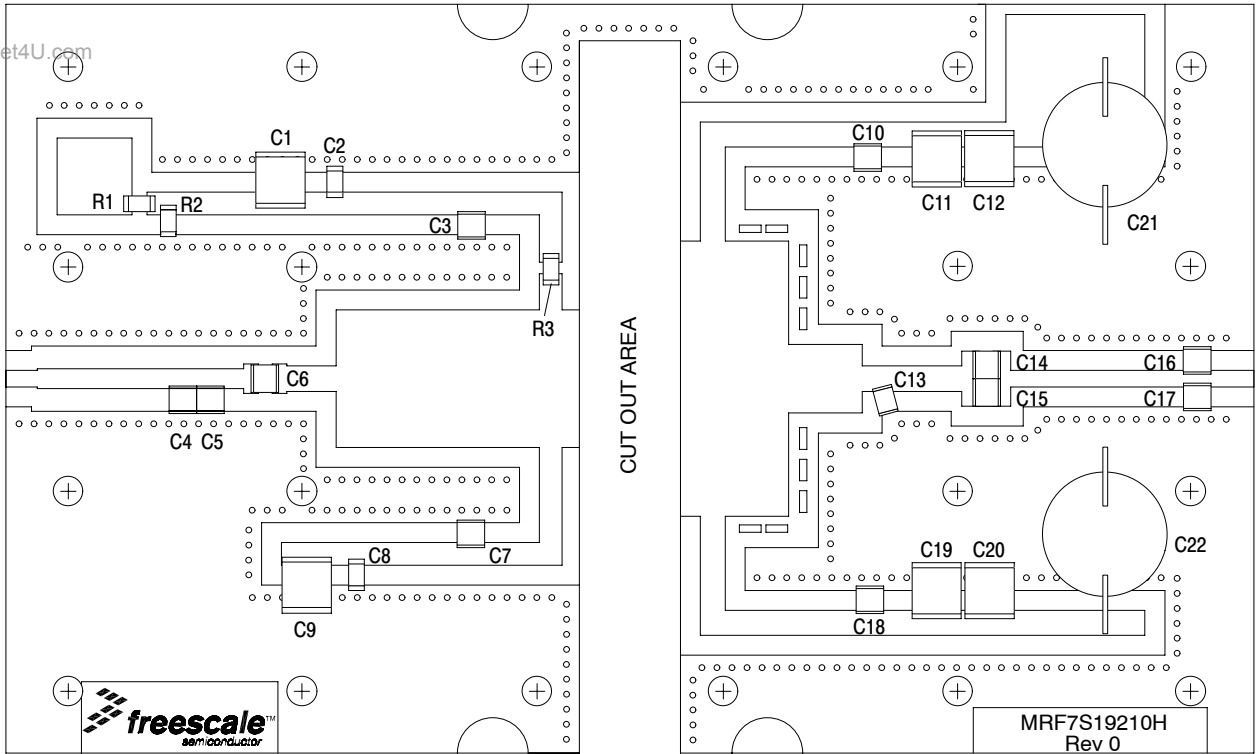 et4U.com
C1
C2
C10
R1
R2
C3
C11 C12
C21
R3
CUT OUT AREA
C6
C13
C14
C16
C15
C17
C4 C5
C8
C7
C19 C20
C22
C9
C18
freescale™
semiconductor
MRF7S19210H
Rev 0